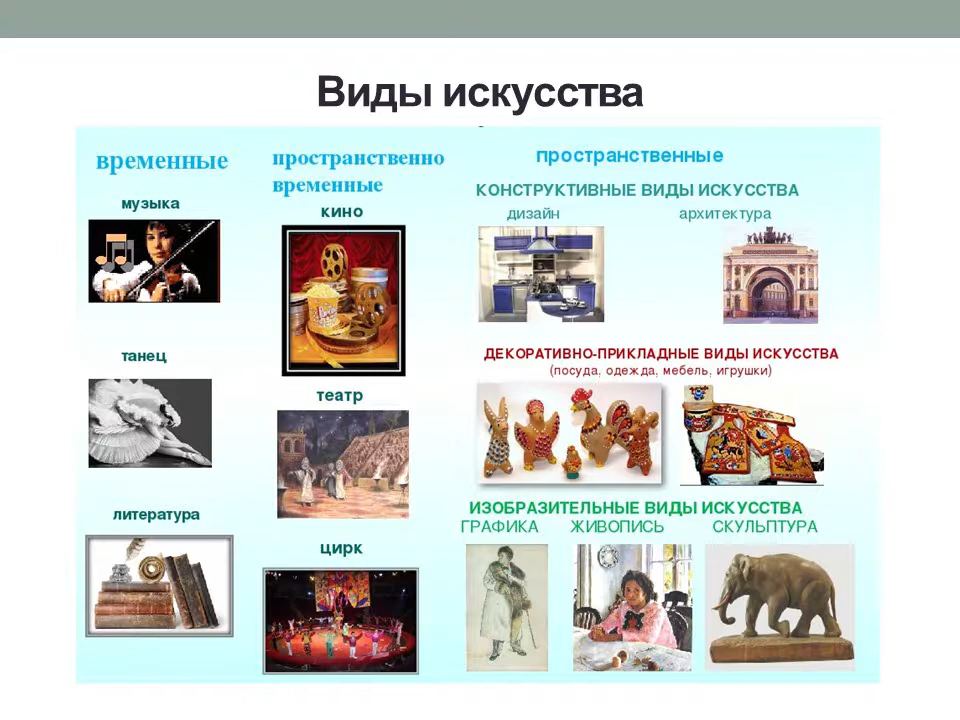 Виды искусства
временные
музыка
танец
литература
пространственно
временные
кино
театр
цирк
пространственные
КОНСТРУКТИВНЫЕ ВИДЫ ИСКУССТВА
дизайн архитектура
ДЕКОРАТИВНО-ПРИКЛАДНЫЕ ВИДЫ ИСКУССТВА
(посуда, одежда, мебель, игрушки)
ИЗОБРАЗИТЕЛЬНЫЕ ВИДЫ ИСКУССТВА
ГРАФИКА ЖИВОПИСЬ СКУЛЬПТУРА